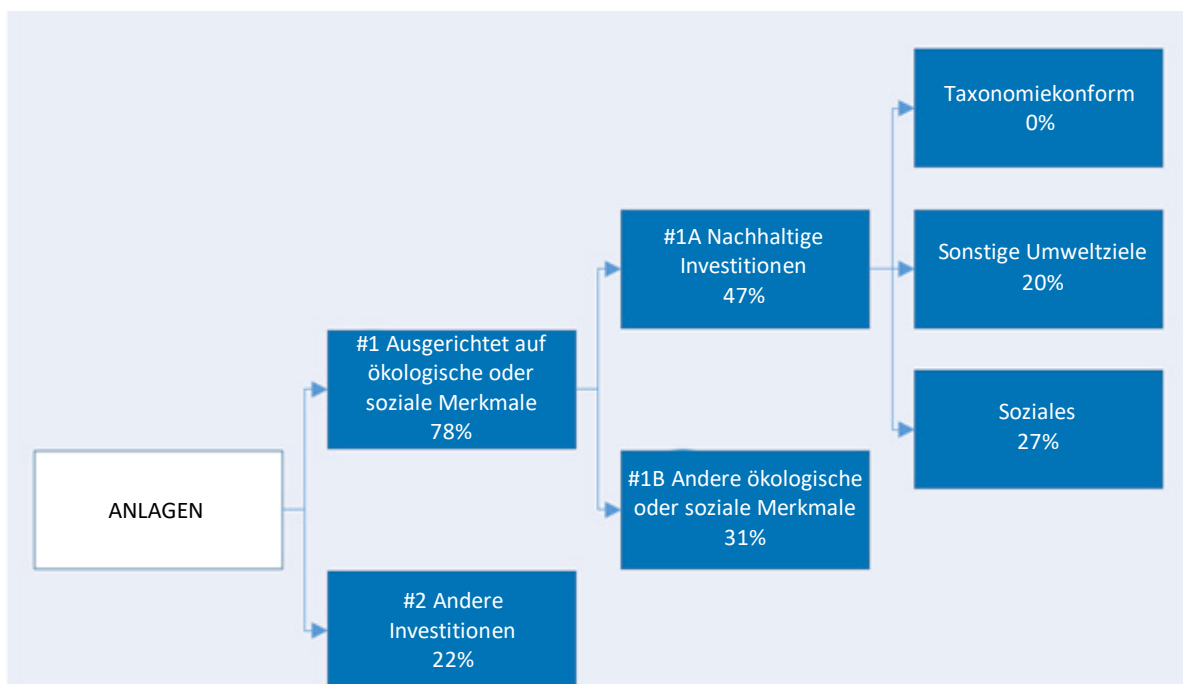 ANLAGEN
#1 Ausgerichtet auf
ökologische oder
soziale Merkmale
78%
#2 Andere
Investitionen
22%
#1A Nachhaltige
Investitionen
47%
#1B Andere ökologische
oder soziale Merkmale
31%
Taxonomiekonform
0%
Sonstige Umweltziele
20%
Soziales
27%